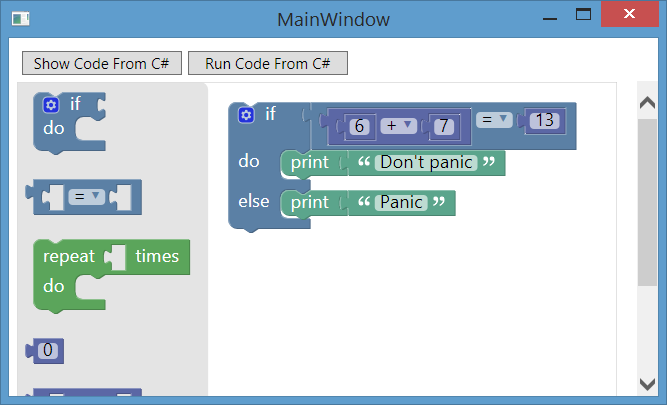 MainWindow
Show Code From C# Run Code From C#
if
do
=
repeat times
do
0
if 6 + 7 = 13
do print “ Don't panic ”
else print “ Panic ”